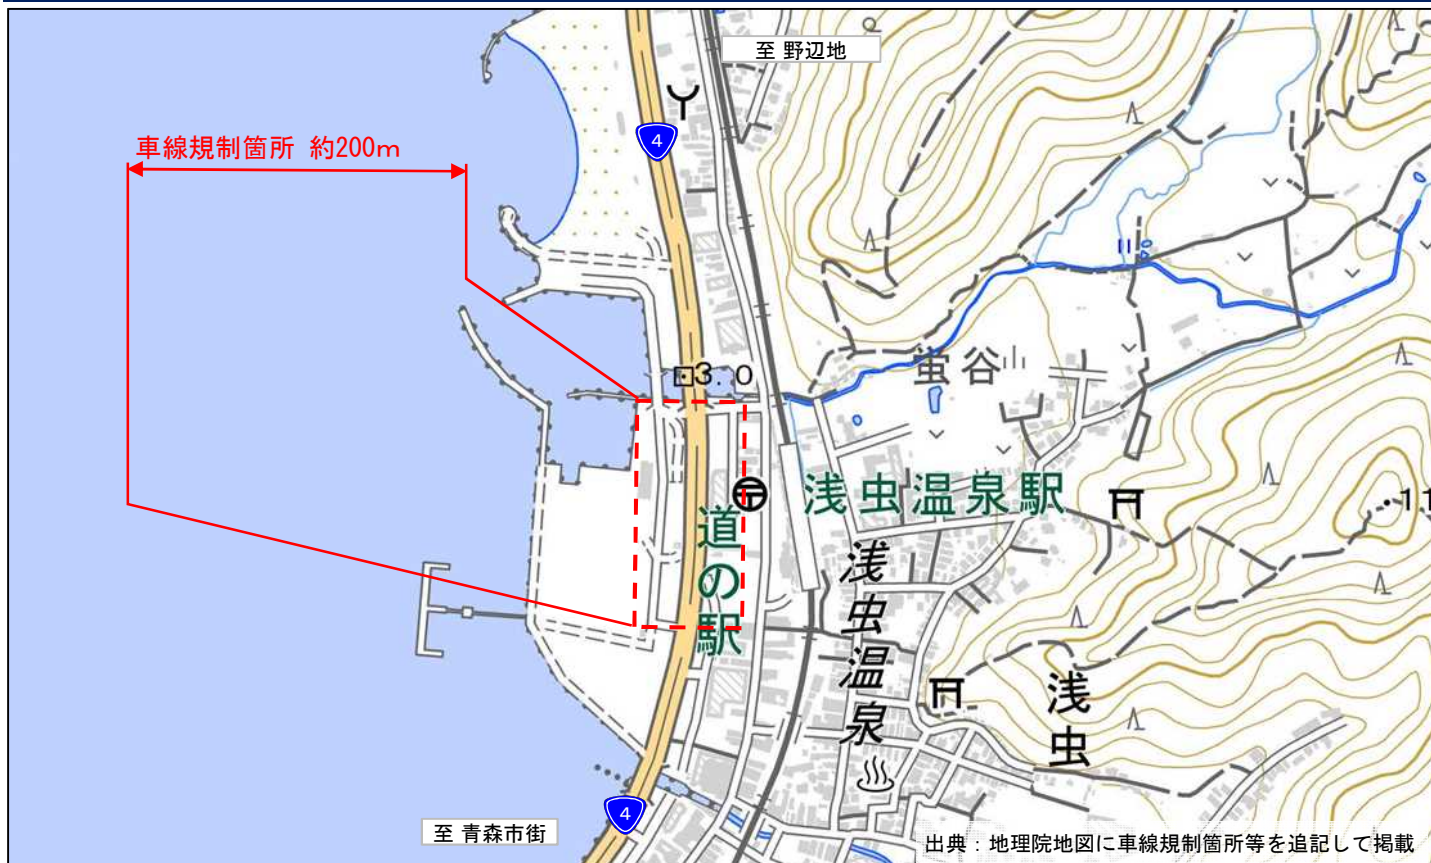 至 野辺地
4
車線規制箇所 約200m
3.0
蛍谷
浅虫温泉駅
道の駅
11
浅虫温泉
浅虫
4
至 青森市街
出典：地理院地図に車線規制箇所等を追記して掲載